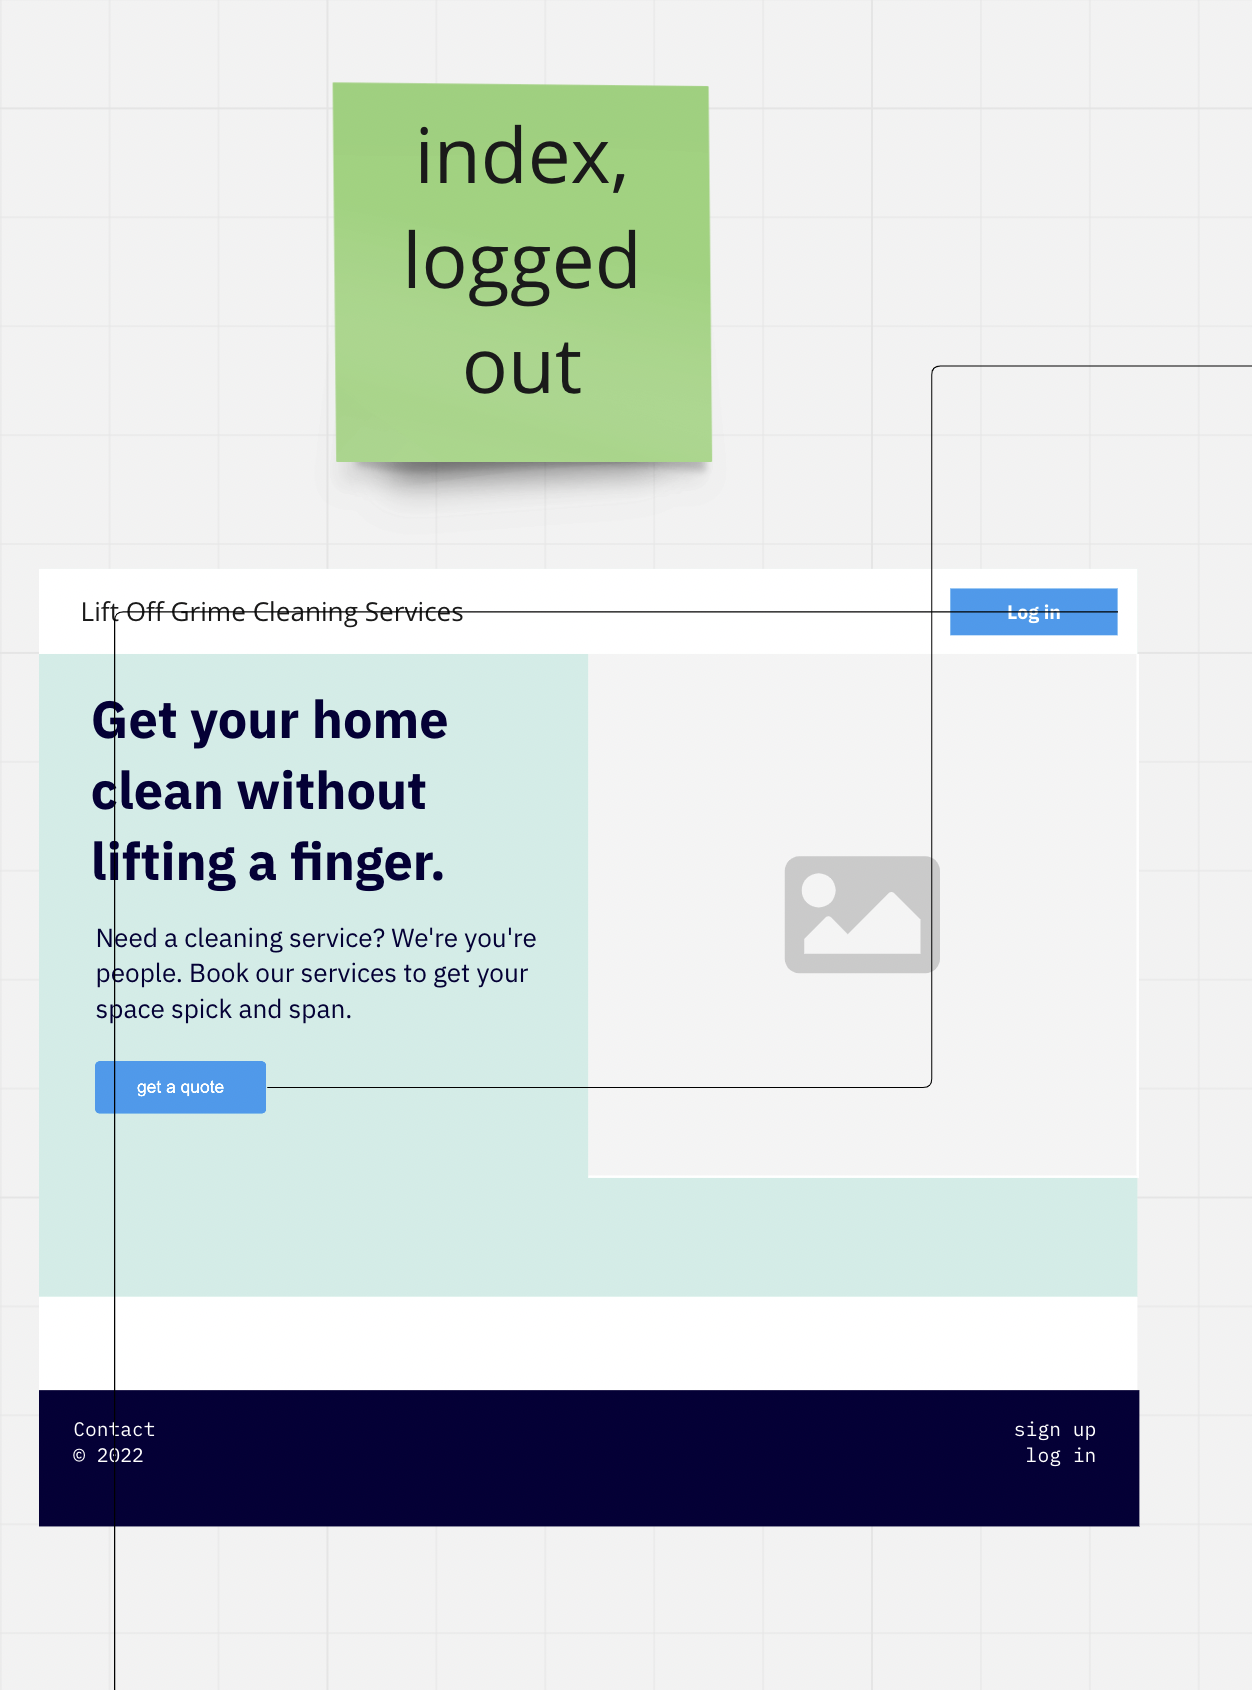 index,
logged
out
Lift Off Grime Cleaning Services
Log in
Get your home
clean without
lifting a finger.
Need a cleaning service? We're you're
people. Book our services to get your
space spick and span.
get a quote
Contact
© 2022
sign up
log in